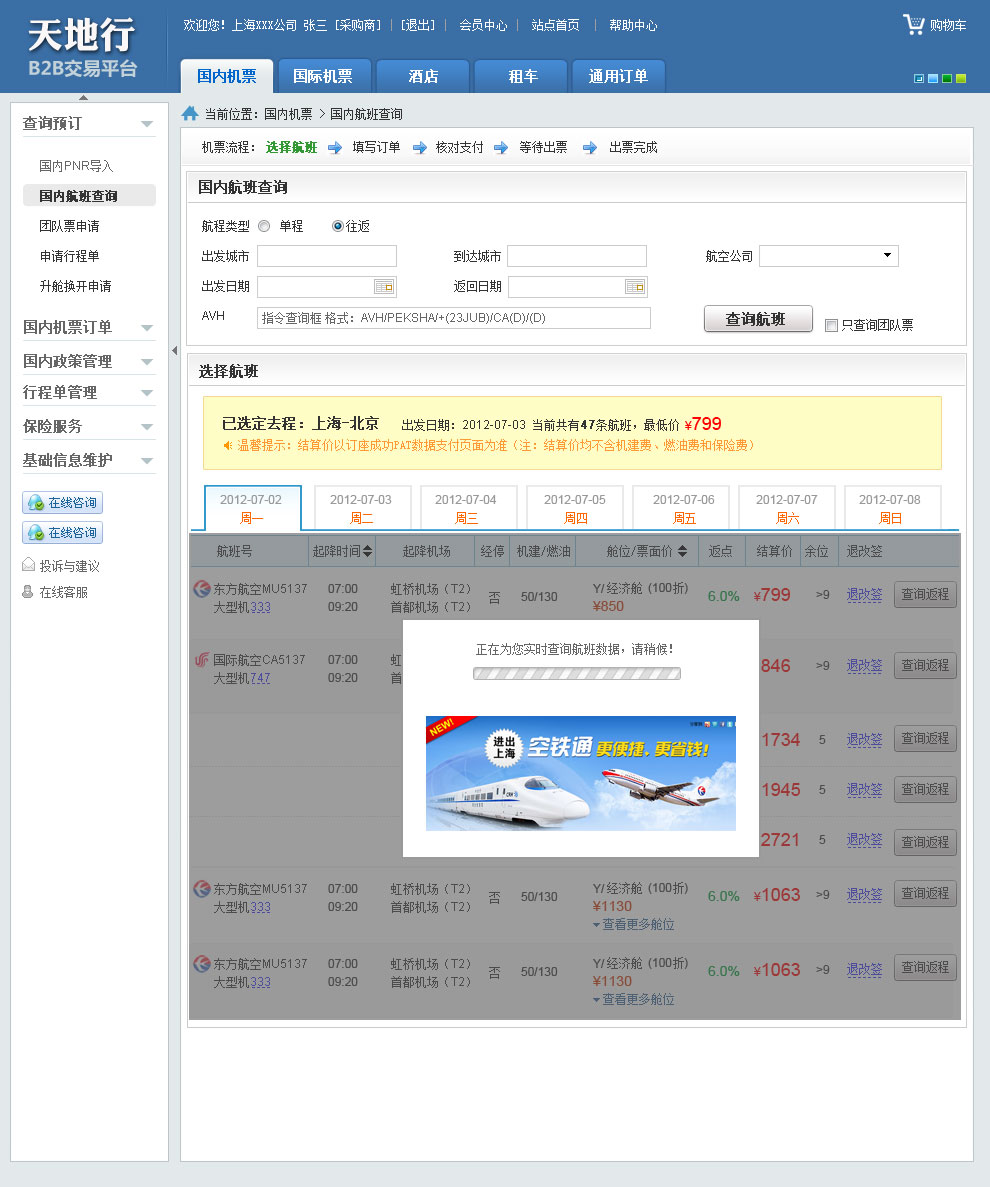 天地行
B2B交易平台
欢迎您！上海XXX公司 张三 [采购商] | [退出] | 会员中心 | 站点首页 | 帮助中心
购物车
国内机票 国际机票 酒店 租车 通用订单
查询预订
国内PNR导入
国内航班查询
团队票申请
申请行程单
升舱换开申请
国内机票订单
国内政策管理
行程单管理
保险服务
基础信息维护
在线咨询
在线咨询
投诉与建议
在线客服
当前位置：国内机票 > 国内航班查询
机票流程： 选择航班 填写订单 核对支付 等待出票 出票完成
国内航班查询
航程类型 单程 往返
出发城市 到达城市 航空公司
出发日期 返回日期
AVH 指令查询框 格式：AVH/PEKSHA/+(23JUB)/CA(D)/(D) 查询航班 只查询团队票
选择航班
已选定去程：上海-北京 出发日期：2012-07-03 当前共有47条航班，最低价 ¥799
温馨提示：结算价以订座成功PAT数据支付页面为准（注：结算价均不含机建费、燃油费和保险费）
2012-07-02 2012-07-03 2012-07-04 2012-07-05 2012-07-06 2012-07-07 2012-07-08
周一 周二 周三 周四 周五 周六 周日
航班号 起降时间 起降机场 经停 机建/燃油 舱位/票面价 返点 结算价 余位 退改签
东方航空MU5137 07:00 虹桥机场（T2） 否 50/130 Y/经济舱 (100折) 6.0% ¥799 >9 退改签 查询返程
大型机333 09:20 首都机场（T2） ¥850
国际航空CA5137 07:00 虹 846 >9 退改签 查询返程
大型机747 09:20 首
正在为您实时查询航班数据，请稍候！
NEW!
进出上海
空铁通 更便捷，更省钱！
1734 5 退改签 查询返程
1945 5 退改签 查询返程
2721 5 退改签 查询返程
东方航空MU5137 07:00 虹桥机场（T2） 否 50/130 Y/经济舱 (100折) 6.0% ¥1063 >9 退改签 查询返程
大型机333 09:20 首都机场（T2） ¥1130
查看更多舱位
东方航空MU5137 07:00 虹桥机场（T2） 否 50/130 Y/经济舱 (100折) 6.0% ¥1063 >9 退改签 查询返程
大型机333 09:20 首都机场（T2） ¥1130
查看更多舱位